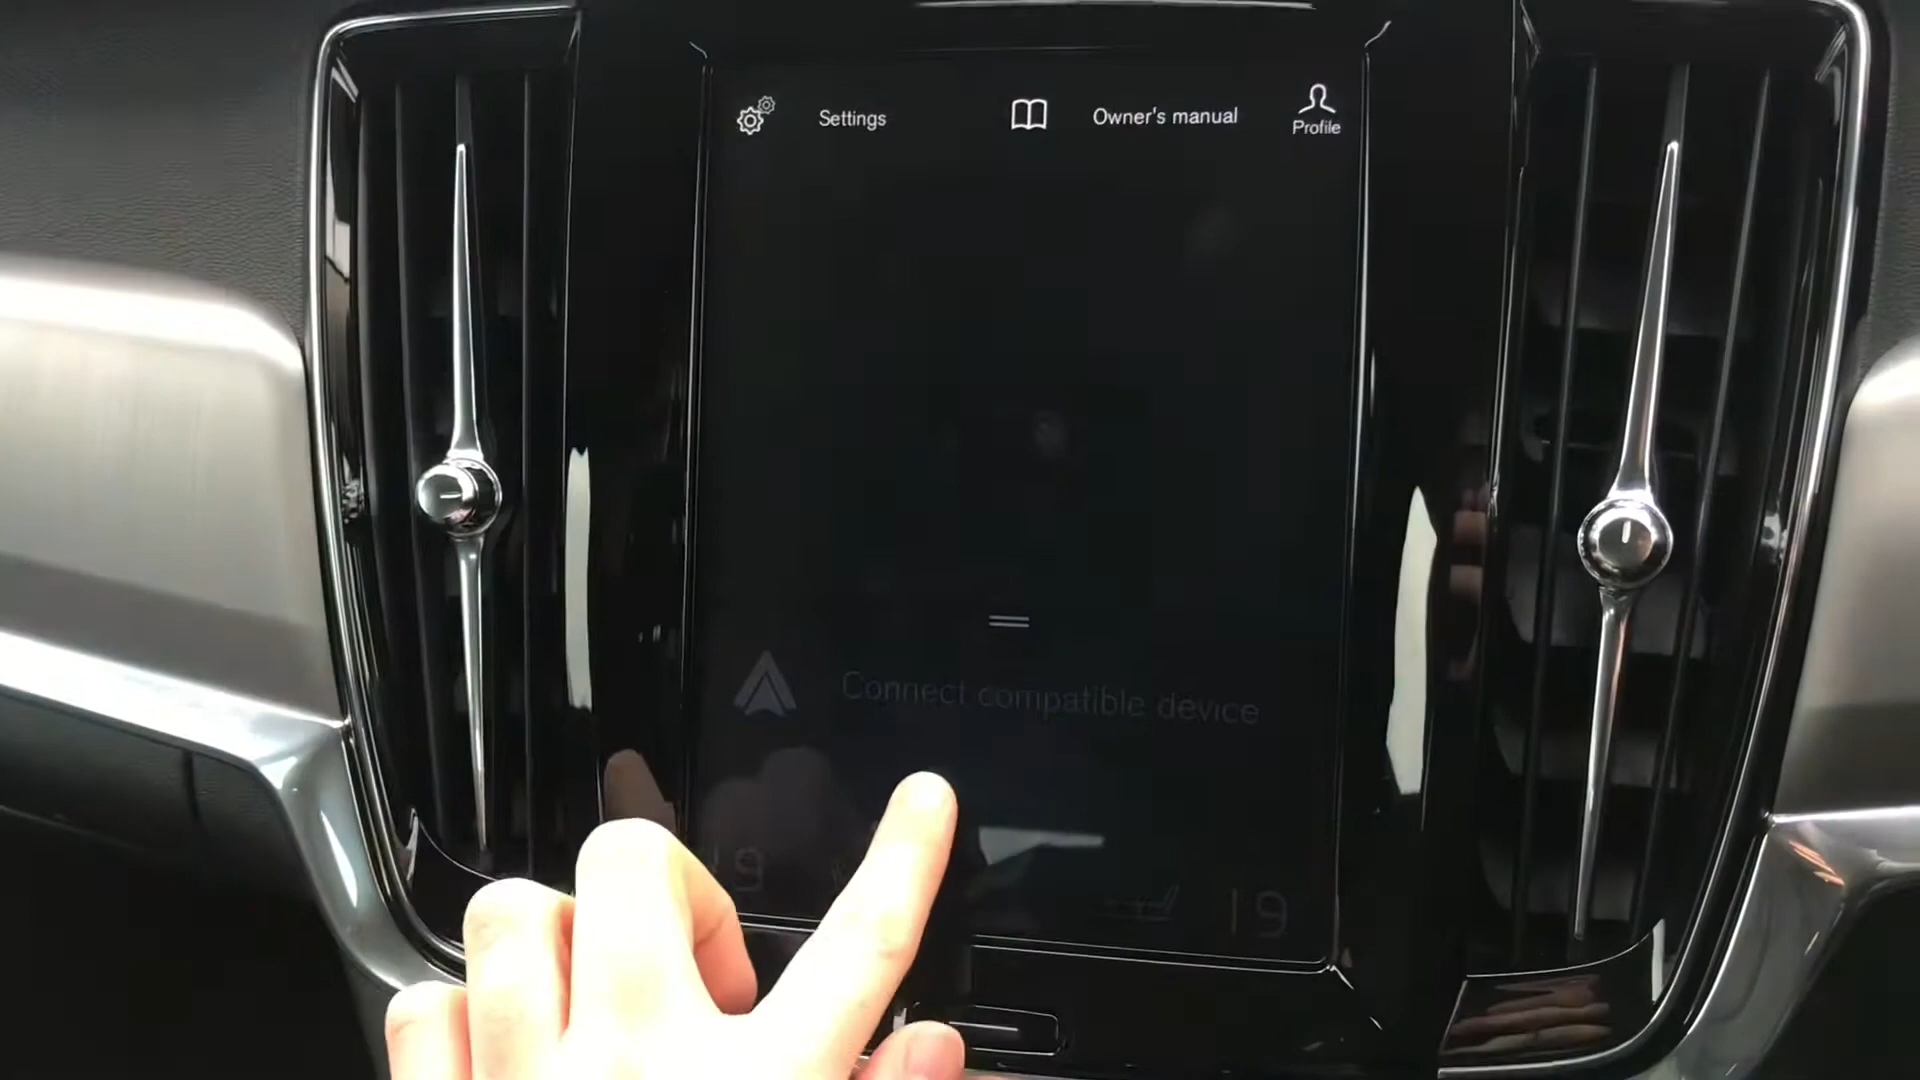 Settings
Owner's manual
Profile
Connect compatible device
19
19